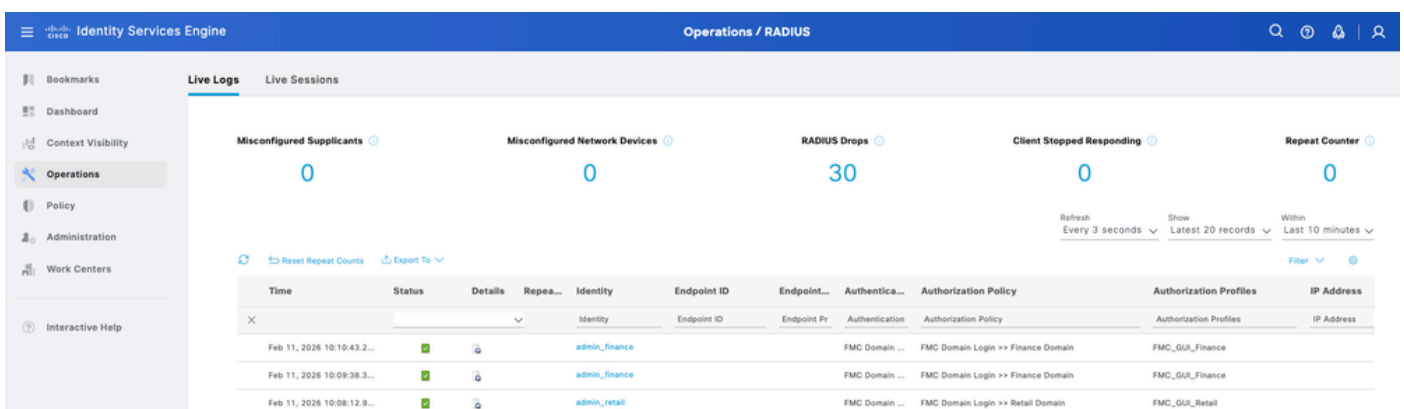 cisco Identity Services Engine
Operations / RADIUS
Bookmarks
Dashboard
Context Visibility
Operations
Policy
Administration
Work Centers
Interactive Help
Live Logs Live Sessions
Misconfigured Supplicants Misconfigured Network Devices RADIUS Drops Client Stopped Responding Repeat Counter
0 0 30 0 0
Refresh Show Within
Every 3 seconds Latest 20 records Last 10 minutes
Reset Repeat Counts Export To Filter
Time Status Details Repea... Identity Endpoint ID Endpoint... Authentica... Authorization Policy Authorization Profiles IP Address
Identity Endpoint ID Endpoint Pr Authentication Authorization Policy Authorization Profiles IP Address
Feb 11, 2026 10:10:43.2... admin_finance FMC Domain ... FMC Domain Login >> Finance Domain FMC_GUI_Finance
Feb 11, 2026 10:09:38.3... admin_finance FMC Domain ... FMC Domain Login >> Finance Domain FMC_GUI_Finance
Feb 11, 2026 10:08:12.9... admin_retail FMC Domain ... FMC Domain Login >> Retail Domain FMC_GUI_Retail